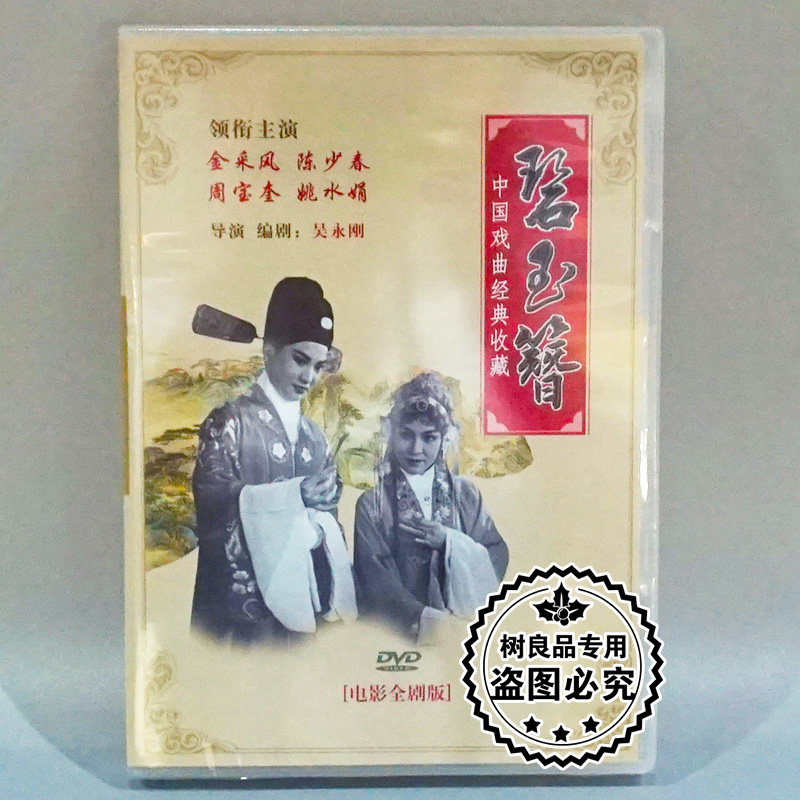 领衔主演
金采风 陈少春
周宝奎 姚水娟
导演 编剧：吴永刚
碧玉簪
中国戏曲经典收藏
DVD
[电影全剧版]
树良品专用
盗图必究